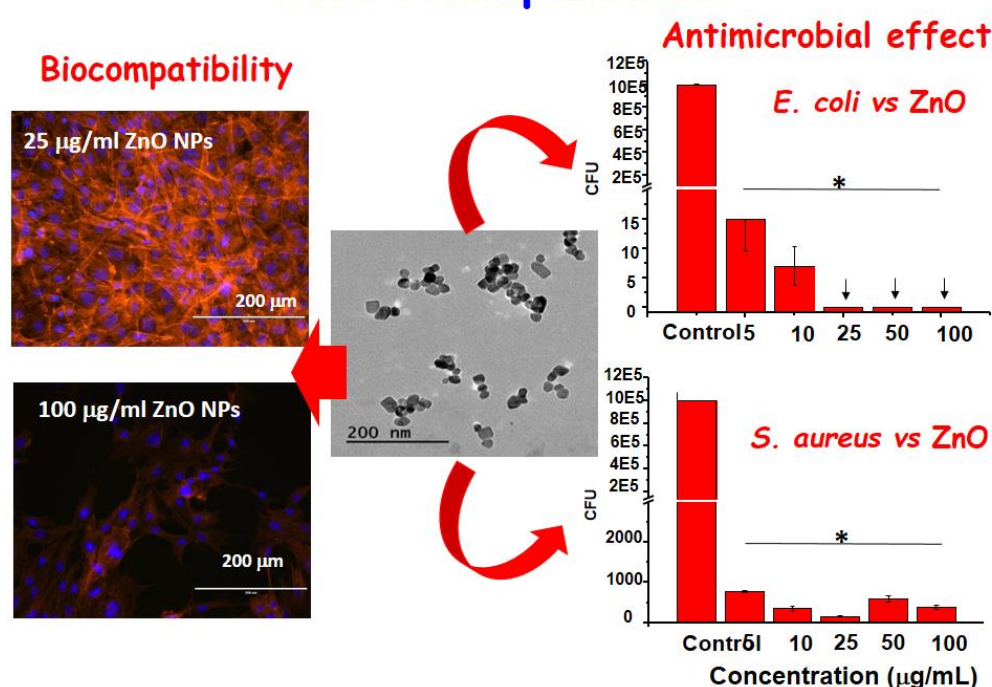 Biocompatibility
25 µg/ml ZnO NPs
200 µm
100 µg/ml ZnO NPs
200 µm
200 nm
Antimicrobial effect
E. coli vs ZnO
12E5
10E5
8E5
6E5
4E5
2E5
CFU
*
15
10
5
0
Control 5 10 25 50 100
S. aureus vs ZnO
12E5
10E5
8E5
6E5
4E5
2E5
CFU
*
2000
1000
0
Control 5 10 25 50 100
Concentration (µg/mL)